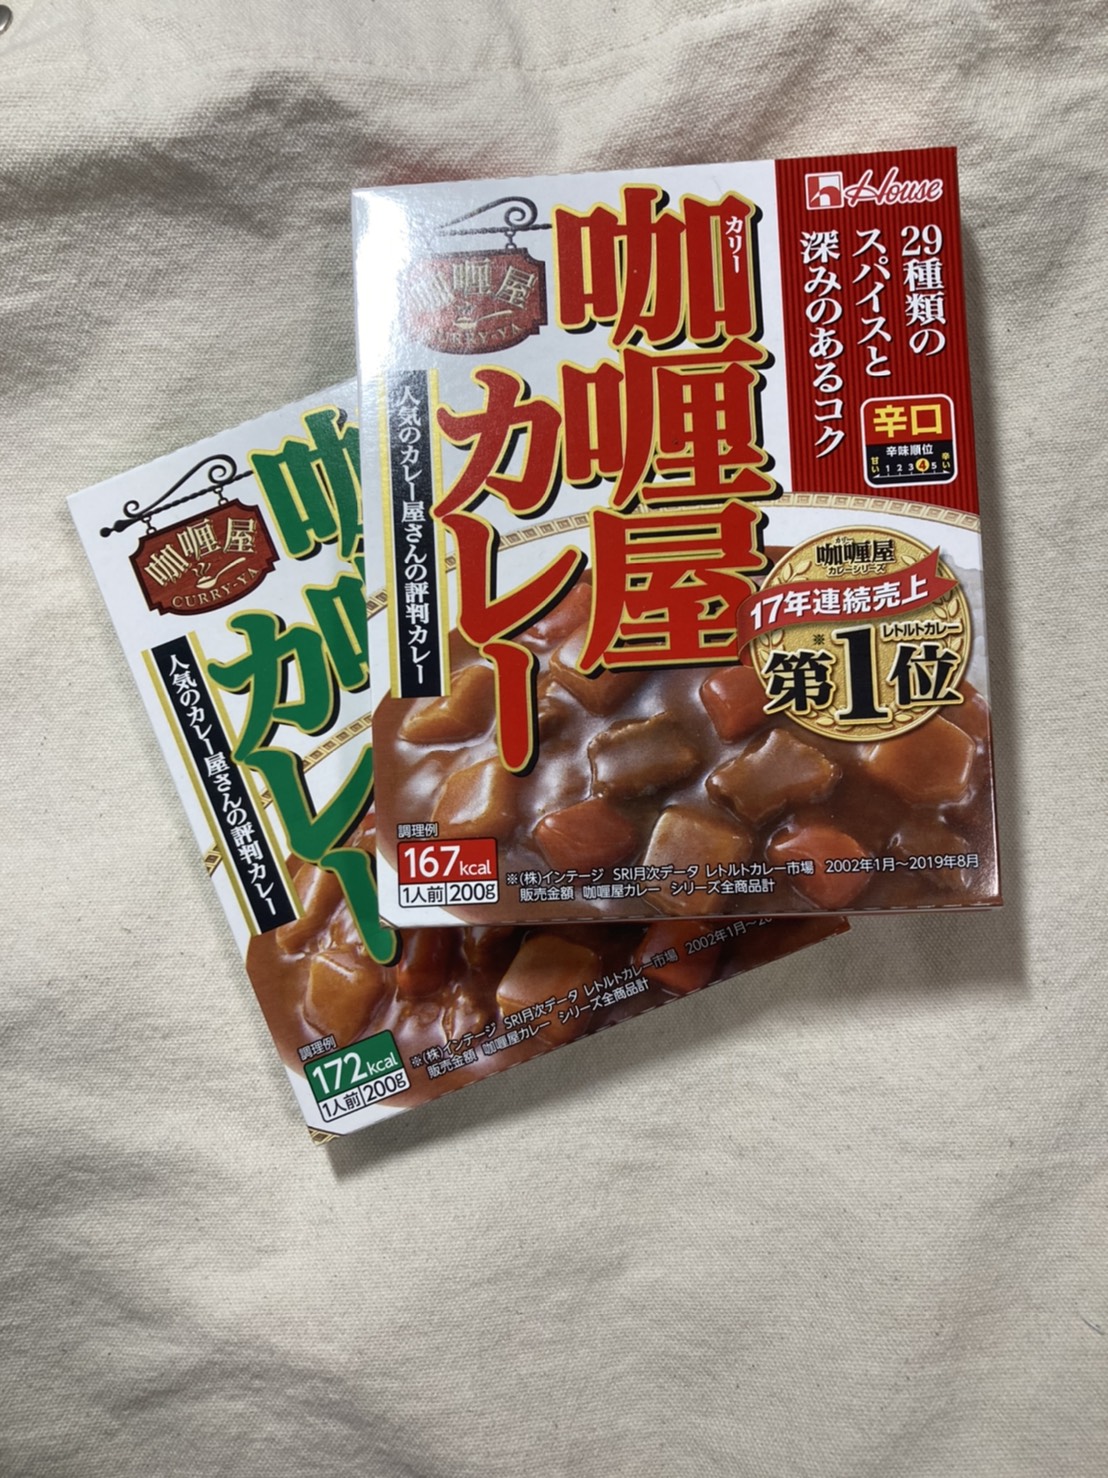 House
29種類の
スパイスと
深みのあるコク
辛口
辛味順位
甘い 1 2 3 4 5 辛い
咖喱屋
CURRY-YA
カリー
咖喱屋
カレー
人気のカレー屋さんの評判カレー
カリー
咖喱屋
カレーシリーズ
17年連続売上
※
レトルトカレー
第1位
調理例
167kcal
1人前 200g
※(株)インテージ SRI月次データ レトルトカレー市場 2002年1月〜2019年8月
販売金額 咖喱屋カレー シリーズ全商品計
咖喱屋
CURRY-YA
咖喱
カレー
人気のカレー屋さんの評判カレー
調理例
172kcal
1人前 200g
※(株)インテージ SRI月次データ レトルトカレー市場 2002年1月〜20
販売金額 咖喱屋カレー シリーズ全商品計